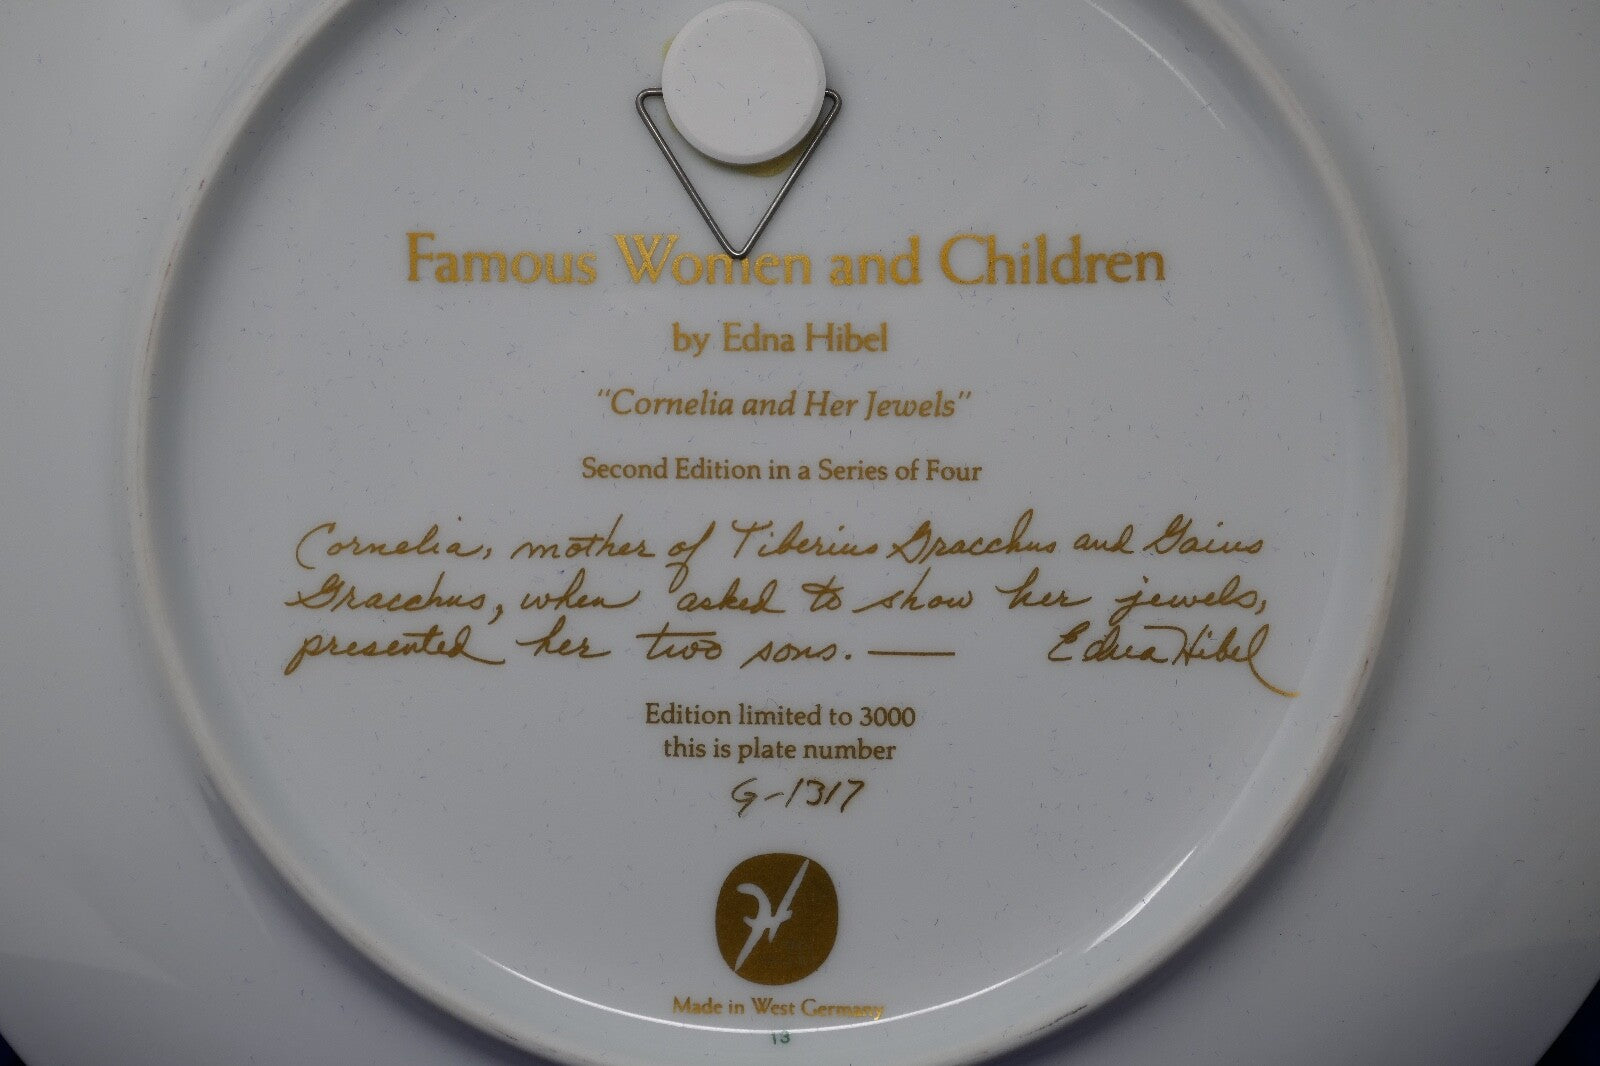 Famous Women and Children
by Edna Hibel
"Cornelia and Her Jewels"
Second Edition in a Series of Four
Cornelia, mother of Tiberius Gracchus and Gaius
Gracchus, when asked to show her jewels,
presented her two sons. — Edna Hibel
Edition limited to 3000
this is plate number
G-1317
Made in West Germany
13